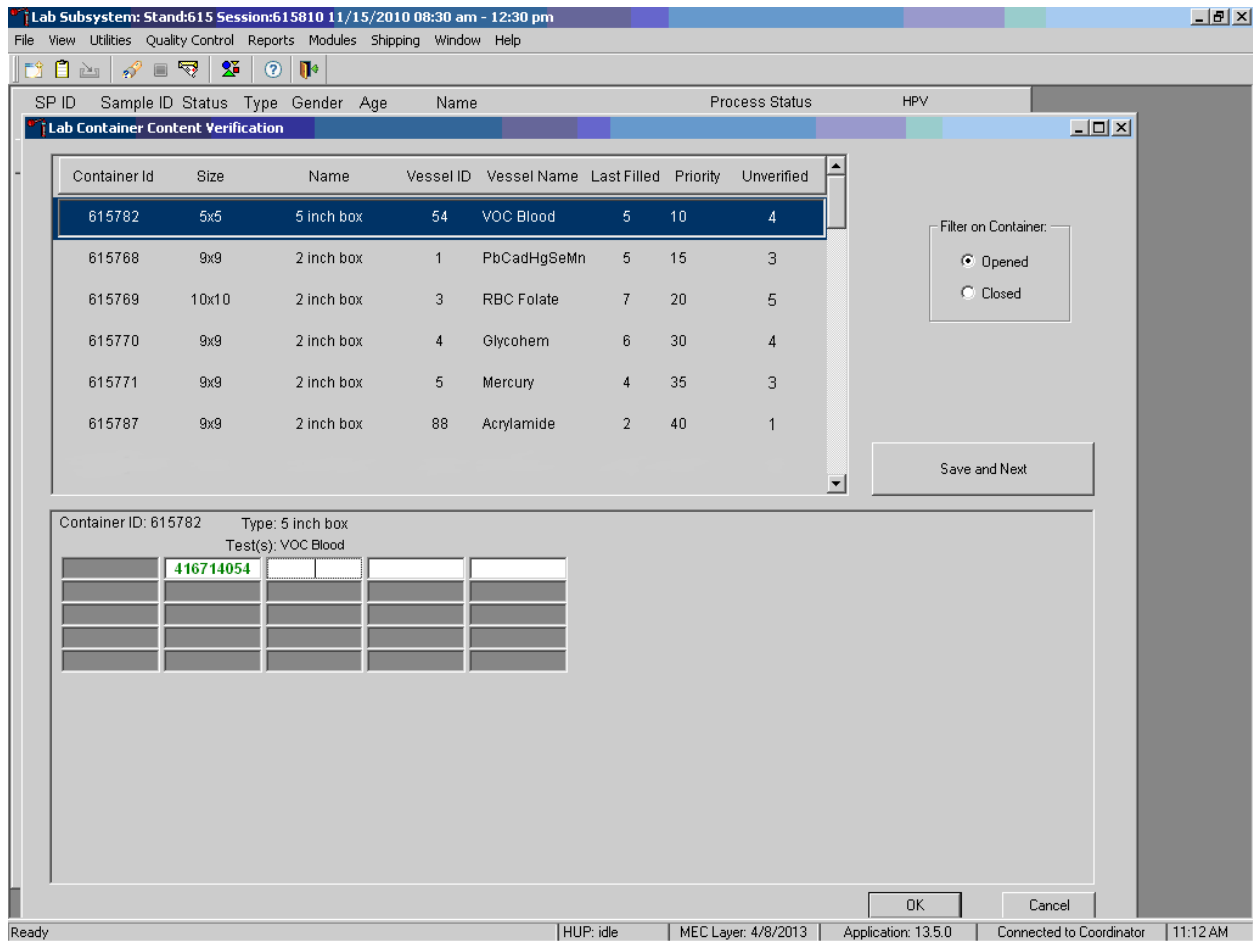 Lab Subsystem: Stand:615 Session:615810 11/15/2010 08:30 am - 12:30 pm
File View Utilities Quality Control Reports Modules Shipping Window Help
SP ID Sample ID Status Type Gender Age Name Process Status HPV
Lab Container Content Verification
Container Id Size Name Vessel ID Vessel Name Last Filled Priority Unverified
615782 5x5 5 inch box 54 VOC Blood 5 10 4
615768 9x9 2 inch box 1 PbCadHgSeMn 5 15 3
615769 10x10 2 inch box 3 RBC Folate 7 20 5
615770 9x9 2 inch box 4 Glycohem 6 30 4
615771 9x9 2 inch box 5 Mercury 4 35 3
615787 9x9 2 inch box 88 Acrylamide 2 40 1
Filter on Container:
Opened
Closed
Save and Next
Container ID: 615782 Type: 5 inch box
Test(s): VOC Blood
416714054
OK Cancel
Ready HUP: idle MEC Layer: 4/8/2013 Application: 13.5.0 Connected to Coordinator 11:12 AM